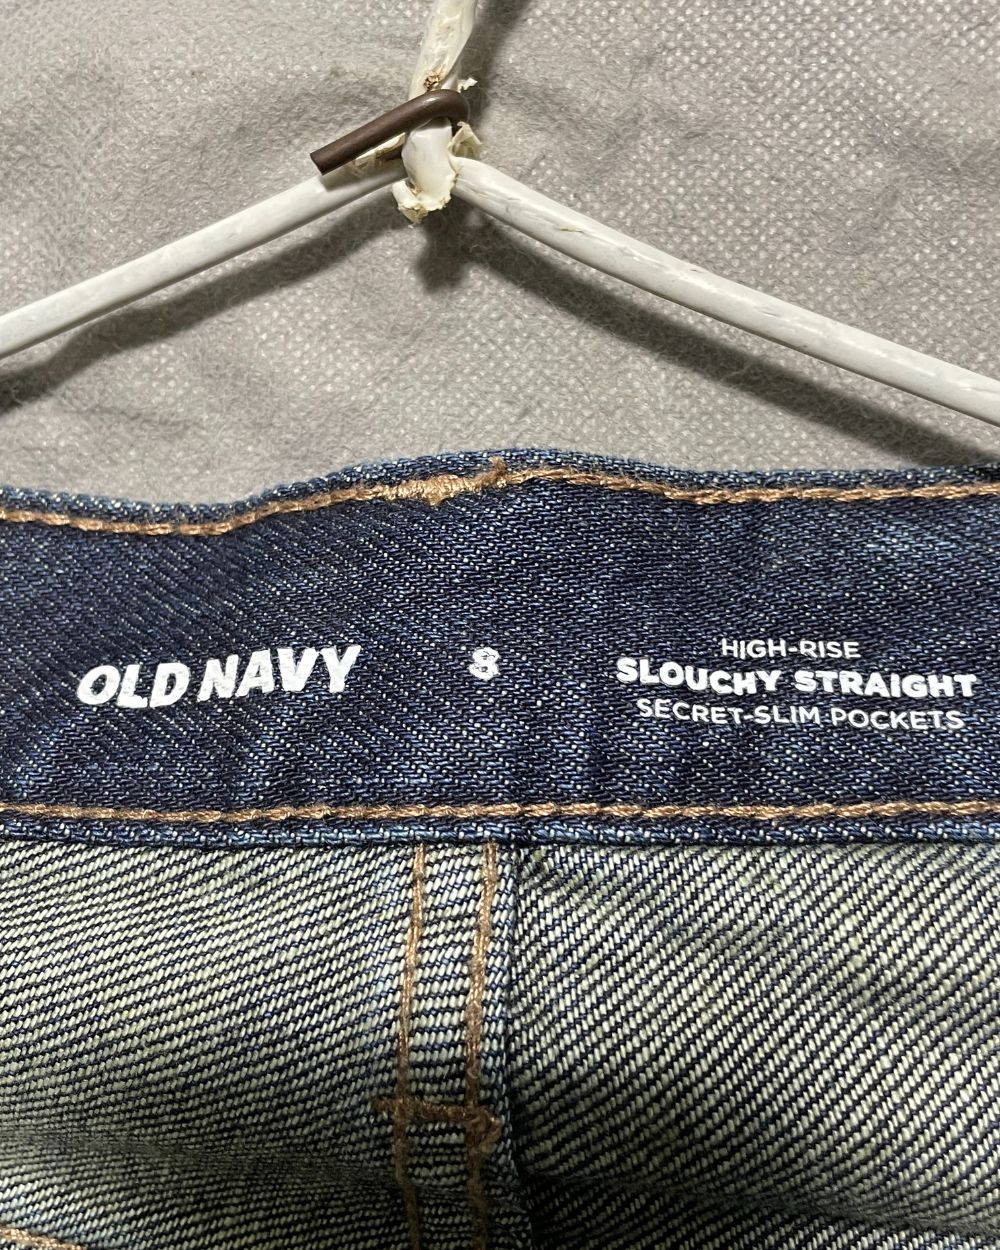 OLD NAVY
8
HIGH-RISE
SLOUCHY STRAIGHT
SECRET-SLIM POCKETS